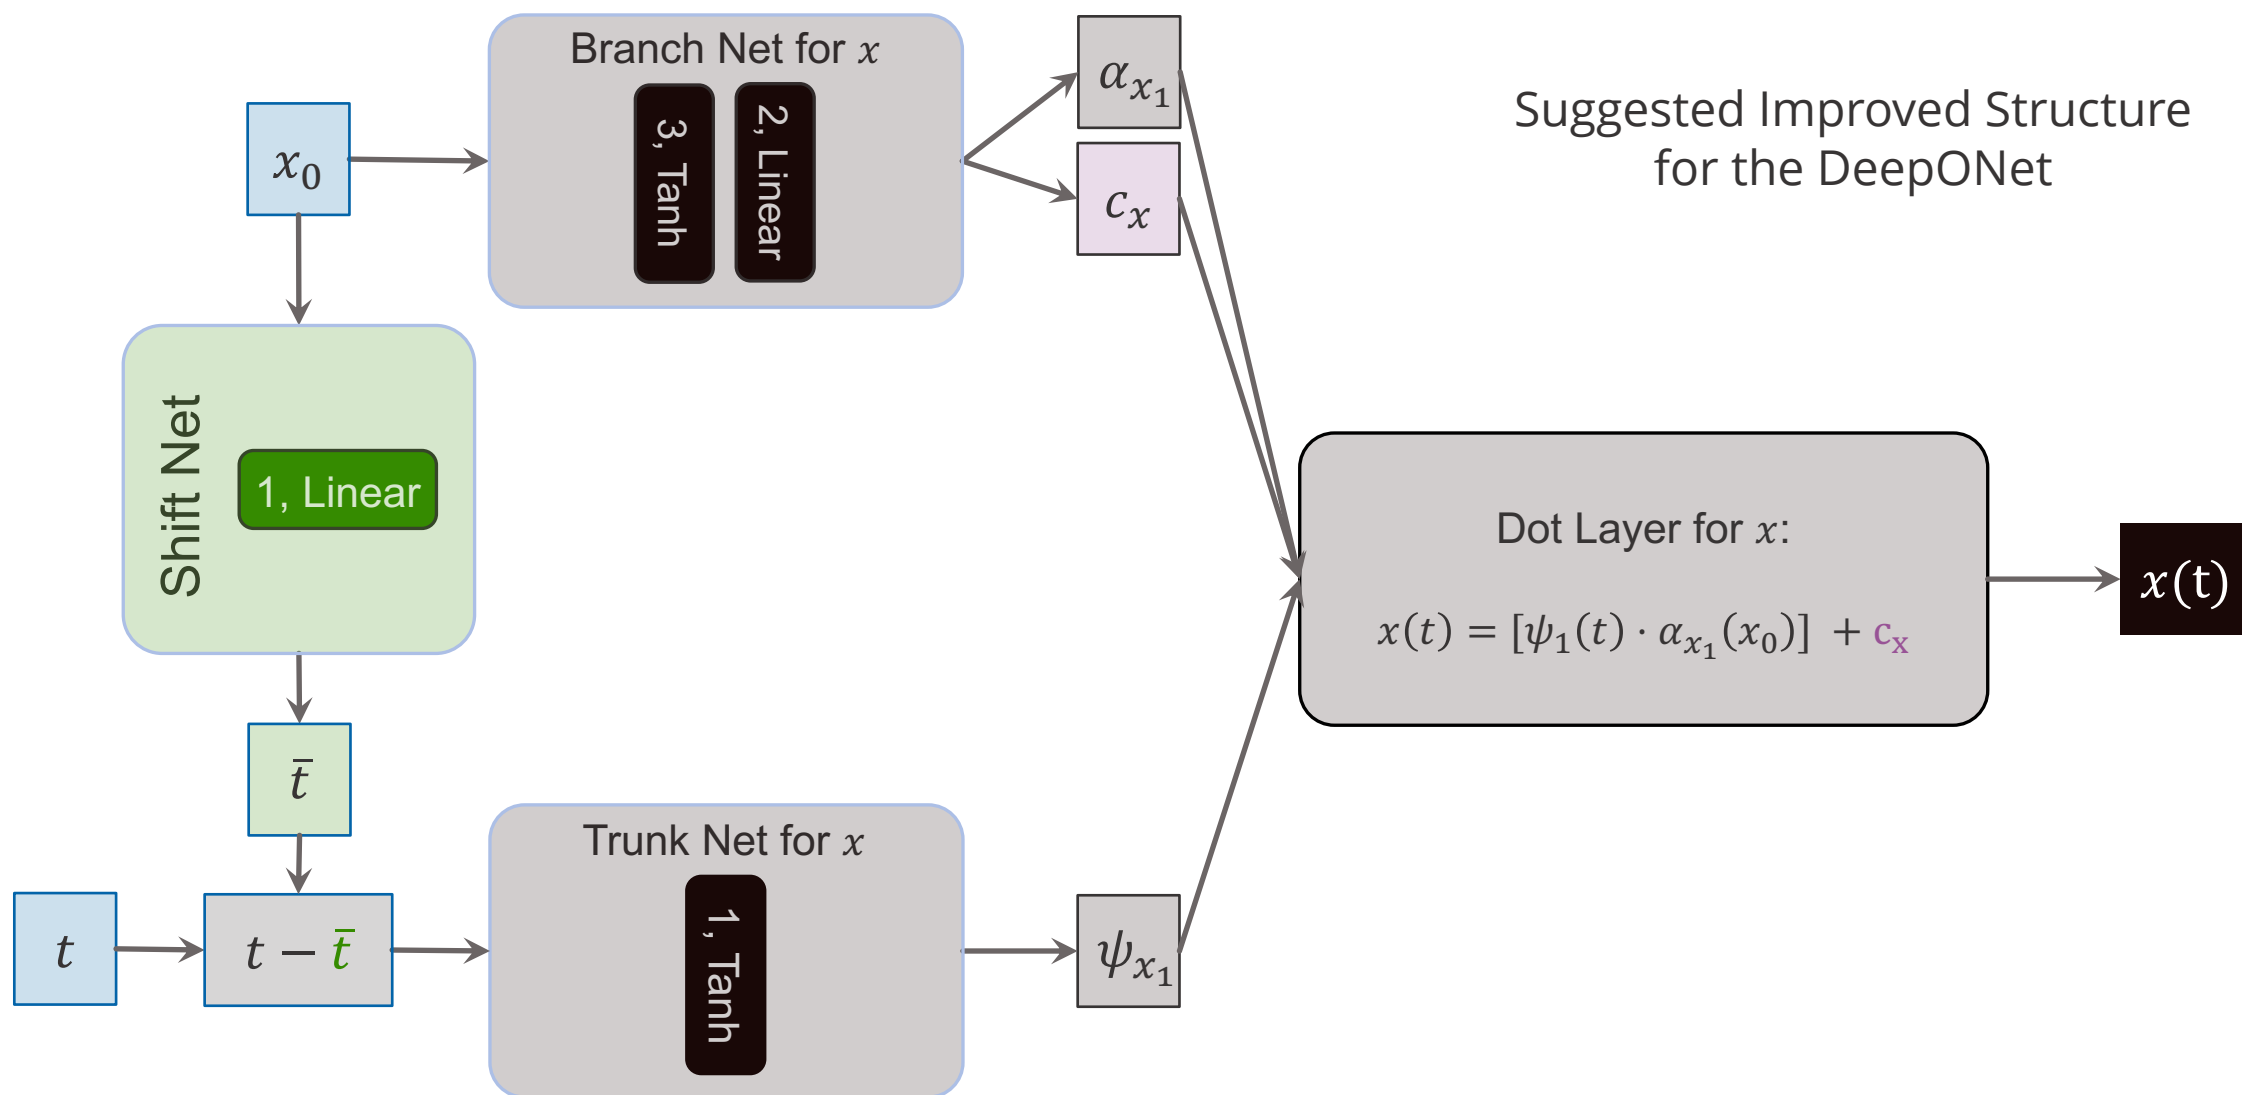 Branch Net for x
3, Tanh
2, Linear
α_{x_1}
c_x
Suggested Improved Structure
for the DeepONet
x_0
Shift Net
1, Linear
t̄
t
t − t̄
Trunk Net for x
1, Tanh
ψ_{x_1}
Dot Layer for x:
x(t) = [ψ_1(t) · α_{x_1}(x_0)] + c_x
x(t)